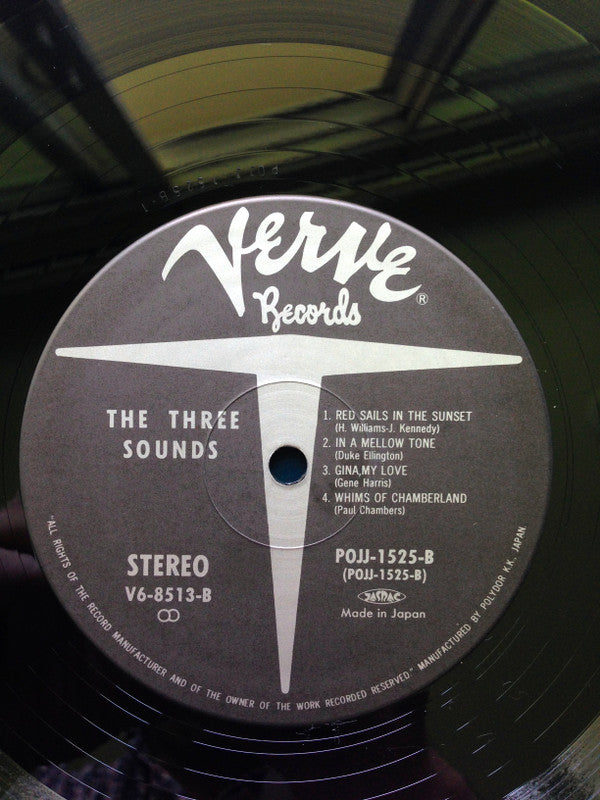 Verve
Records
®
THE THREE
SOUNDS
1. RED SAILS IN THE SUNSET
(H. Williams-J. Kennedy)
2. IN A MELLOW TONE
(Duke Ellington)
3. GINA,MY LOVE
(Gene Harris)
4. WHIMS OF CHAMBERLAND
(Paul Chambers)
STEREO
V6-8513-B
POJJ-1525-B
(POJJ-1525-B)
JASRAC
Made in Japan
"ALL RIGHTS OF THE RECORD MANUFACTURER AND OF THE OWNER OF THE WORK RECORDED RESERVED." MANUFACTURED BY POLYDOR K.K. JAPAN.